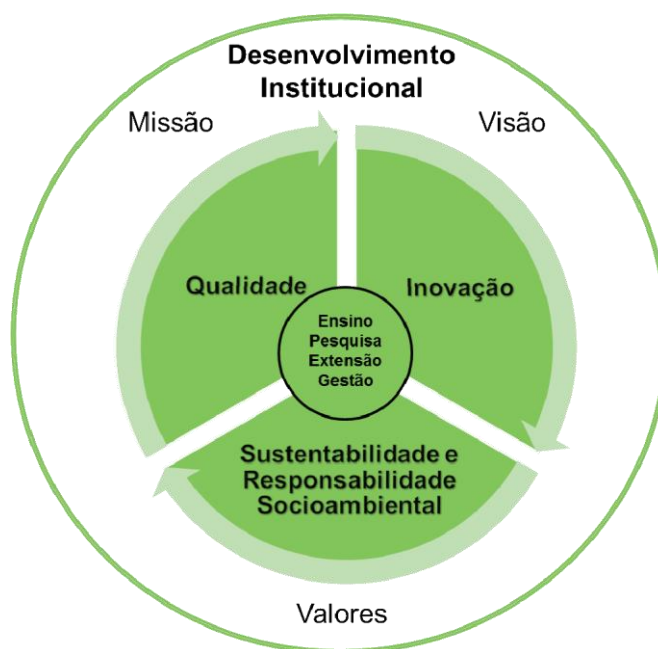 Desenvolvimento
Institucional
Missão
Visão
Qualidade
Inovação
Ensino
Pesquisa
Extensão
Gestão
Sustentabilidade e
Responsabilidade
Socioambiental
Valores